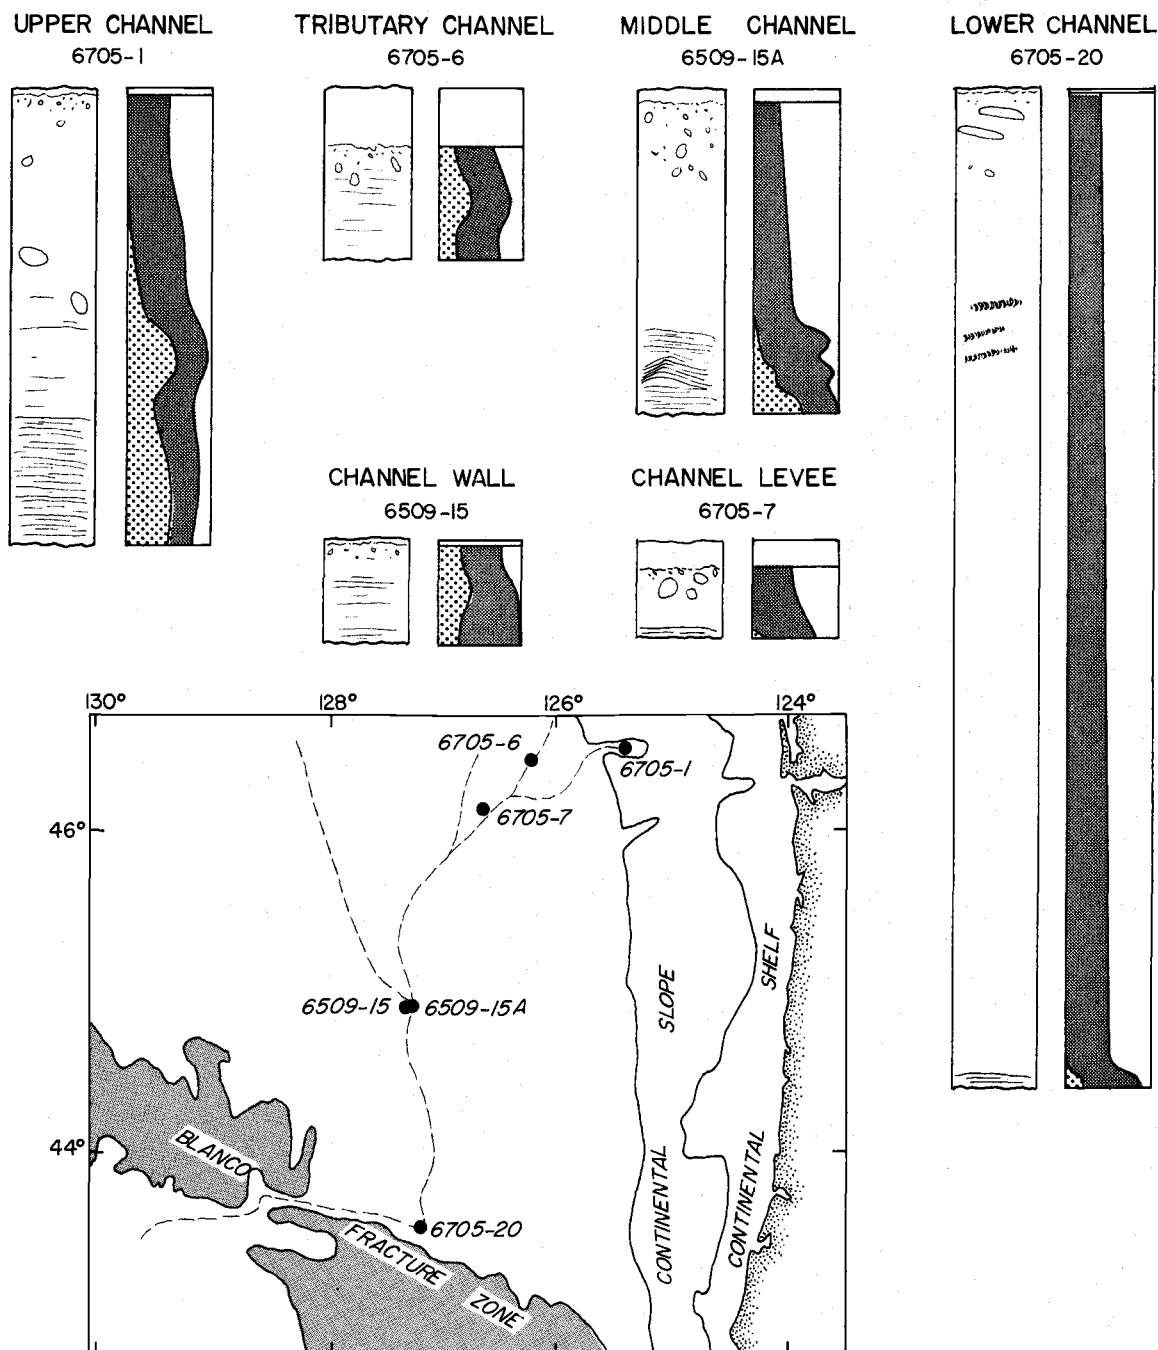 UPPER CHANNEL
6705-1
TRIBUTARY CHANNEL
6705-6
MIDDLE CHANNEL
6509-15A
LOWER CHANNEL
6705-20
CHANNEL WALL
6509-15
CHANNEL LEVEE
6705-7
130°
128°
126°
124°
6705-6
6705-1
6705-7
46°
SHELF
SLOPE
6509-15
6509-15A
44°
BLANCO
CONTINENTAL
CONTINENTAL
6705-20
FRACTURE
ZONE